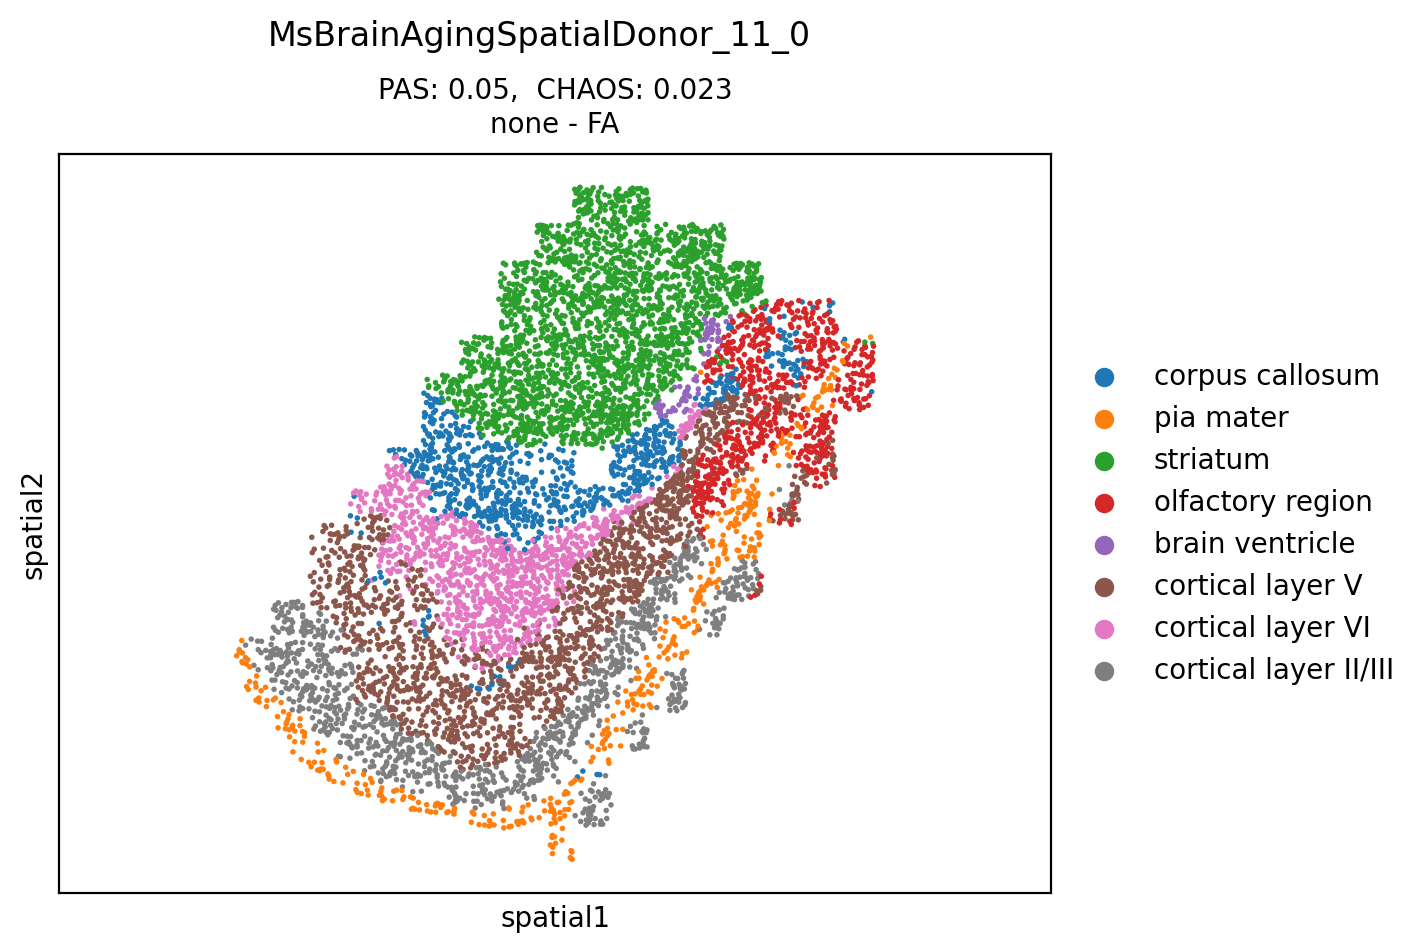 MsBrainAgingSpatialDonor_11_0
PAS: 0.05,  CHAOS: 0.023
none - FA
spatial2
spatial1
corpus callosum
pia mater
striatum
olfactory region
brain ventricle
cortical layer V
cortical layer VI
cortical layer II/III